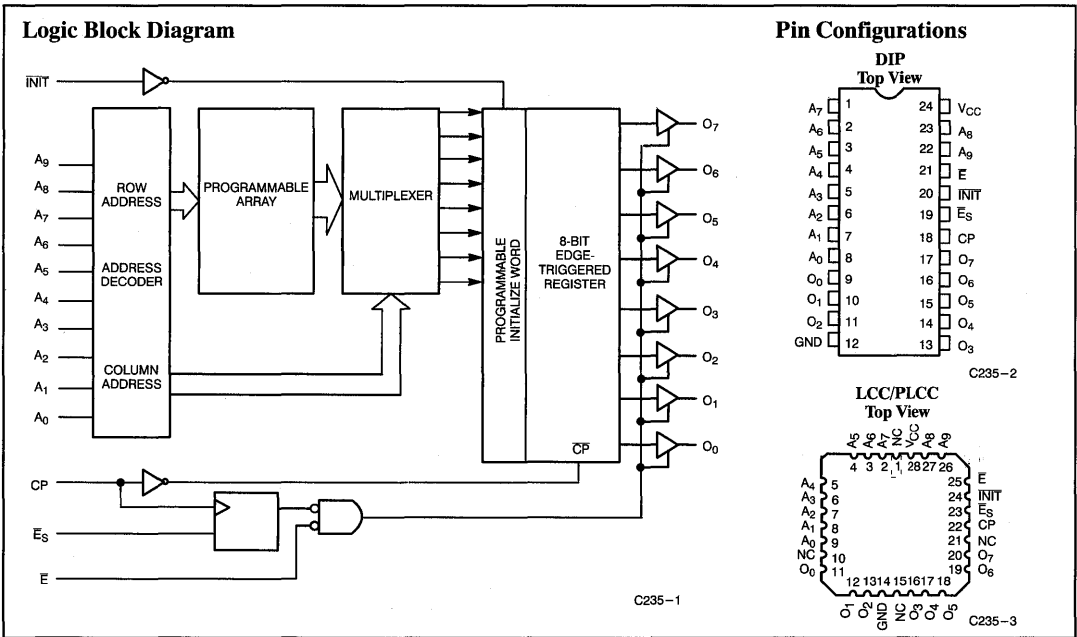 Logic Block Diagram
INIT
A9
A8
A7
A6
A5
A4
A3
A2
A1
A0
ROW
ADDRESS
ADDRESS
DECODER
COLUMN
ADDRESS
PROGRAMMABLE
ARRAY
MULTIPLEXER
PROGRAMMABLE
INITIALIZE WORD
8-BIT
EDGE-
TRIGGERED
REGISTER
CP
O7
O6
O5
O4
O3
O2
O1
O0
CP
ES
E
C235-1
Pin Configurations
DIP
Top View
A7 1 24 VCC
A6 2 23 A8
A5 3 22 A9
A4 4 21 E
A3 5 20 INIT
A2 6 19 ES
A1 7 18 CP
A0 8 17 O7
O0 9 16 O6
O1 10 15 O5
O2 11 14 O4
GND 12 13 O3
C235-2
LCC/PLCC
Top View
A5 A6 A7 NC VCC A8 A9
4 3 2 1 28 27 26
A4 5 25 E
A3 6 24 INIT
A2 7 23 ES
A1 8 22 CP
A0 9 21 NC
NC 10 20 O7
O0 11 19 O6
12 13 14 15 16 17 18
O1 O2 GND NC O3 O4 O5
C235-3